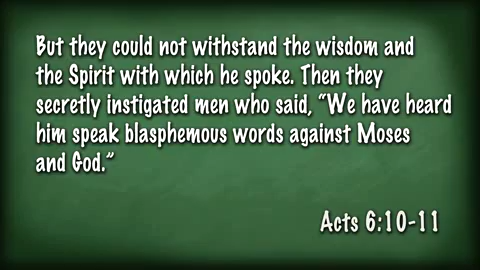 But they could not withstand the wisdom and
the Spirit with which he spoke. Then they
secretly instigated men who said, “We have heard
him speak blasphemous words against Moses
and God.”
Acts 6:10-11